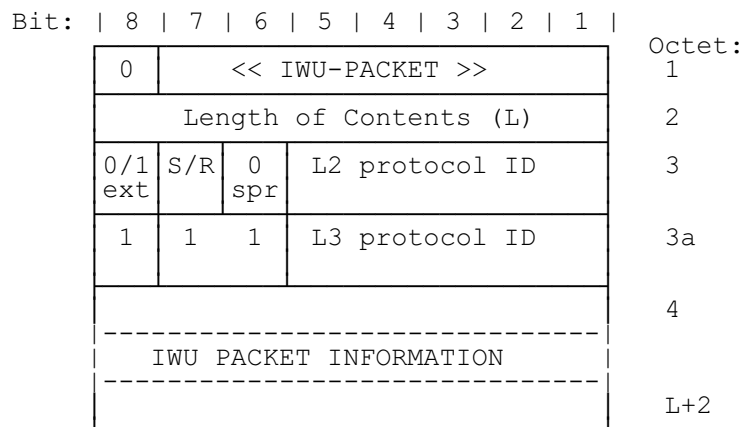 Bit: | 8 | 7 | 6 | 5 | 4 | 3 | 2 | 1 |
Octet:
0 << IWU-PACKET >> 1
Length of Contents (L) 2
0/1 S/R 0 L2 protocol ID 3
ext spr
1 1 1 L3 protocol ID 3a
4
IWU PACKET INFORMATION
L+2